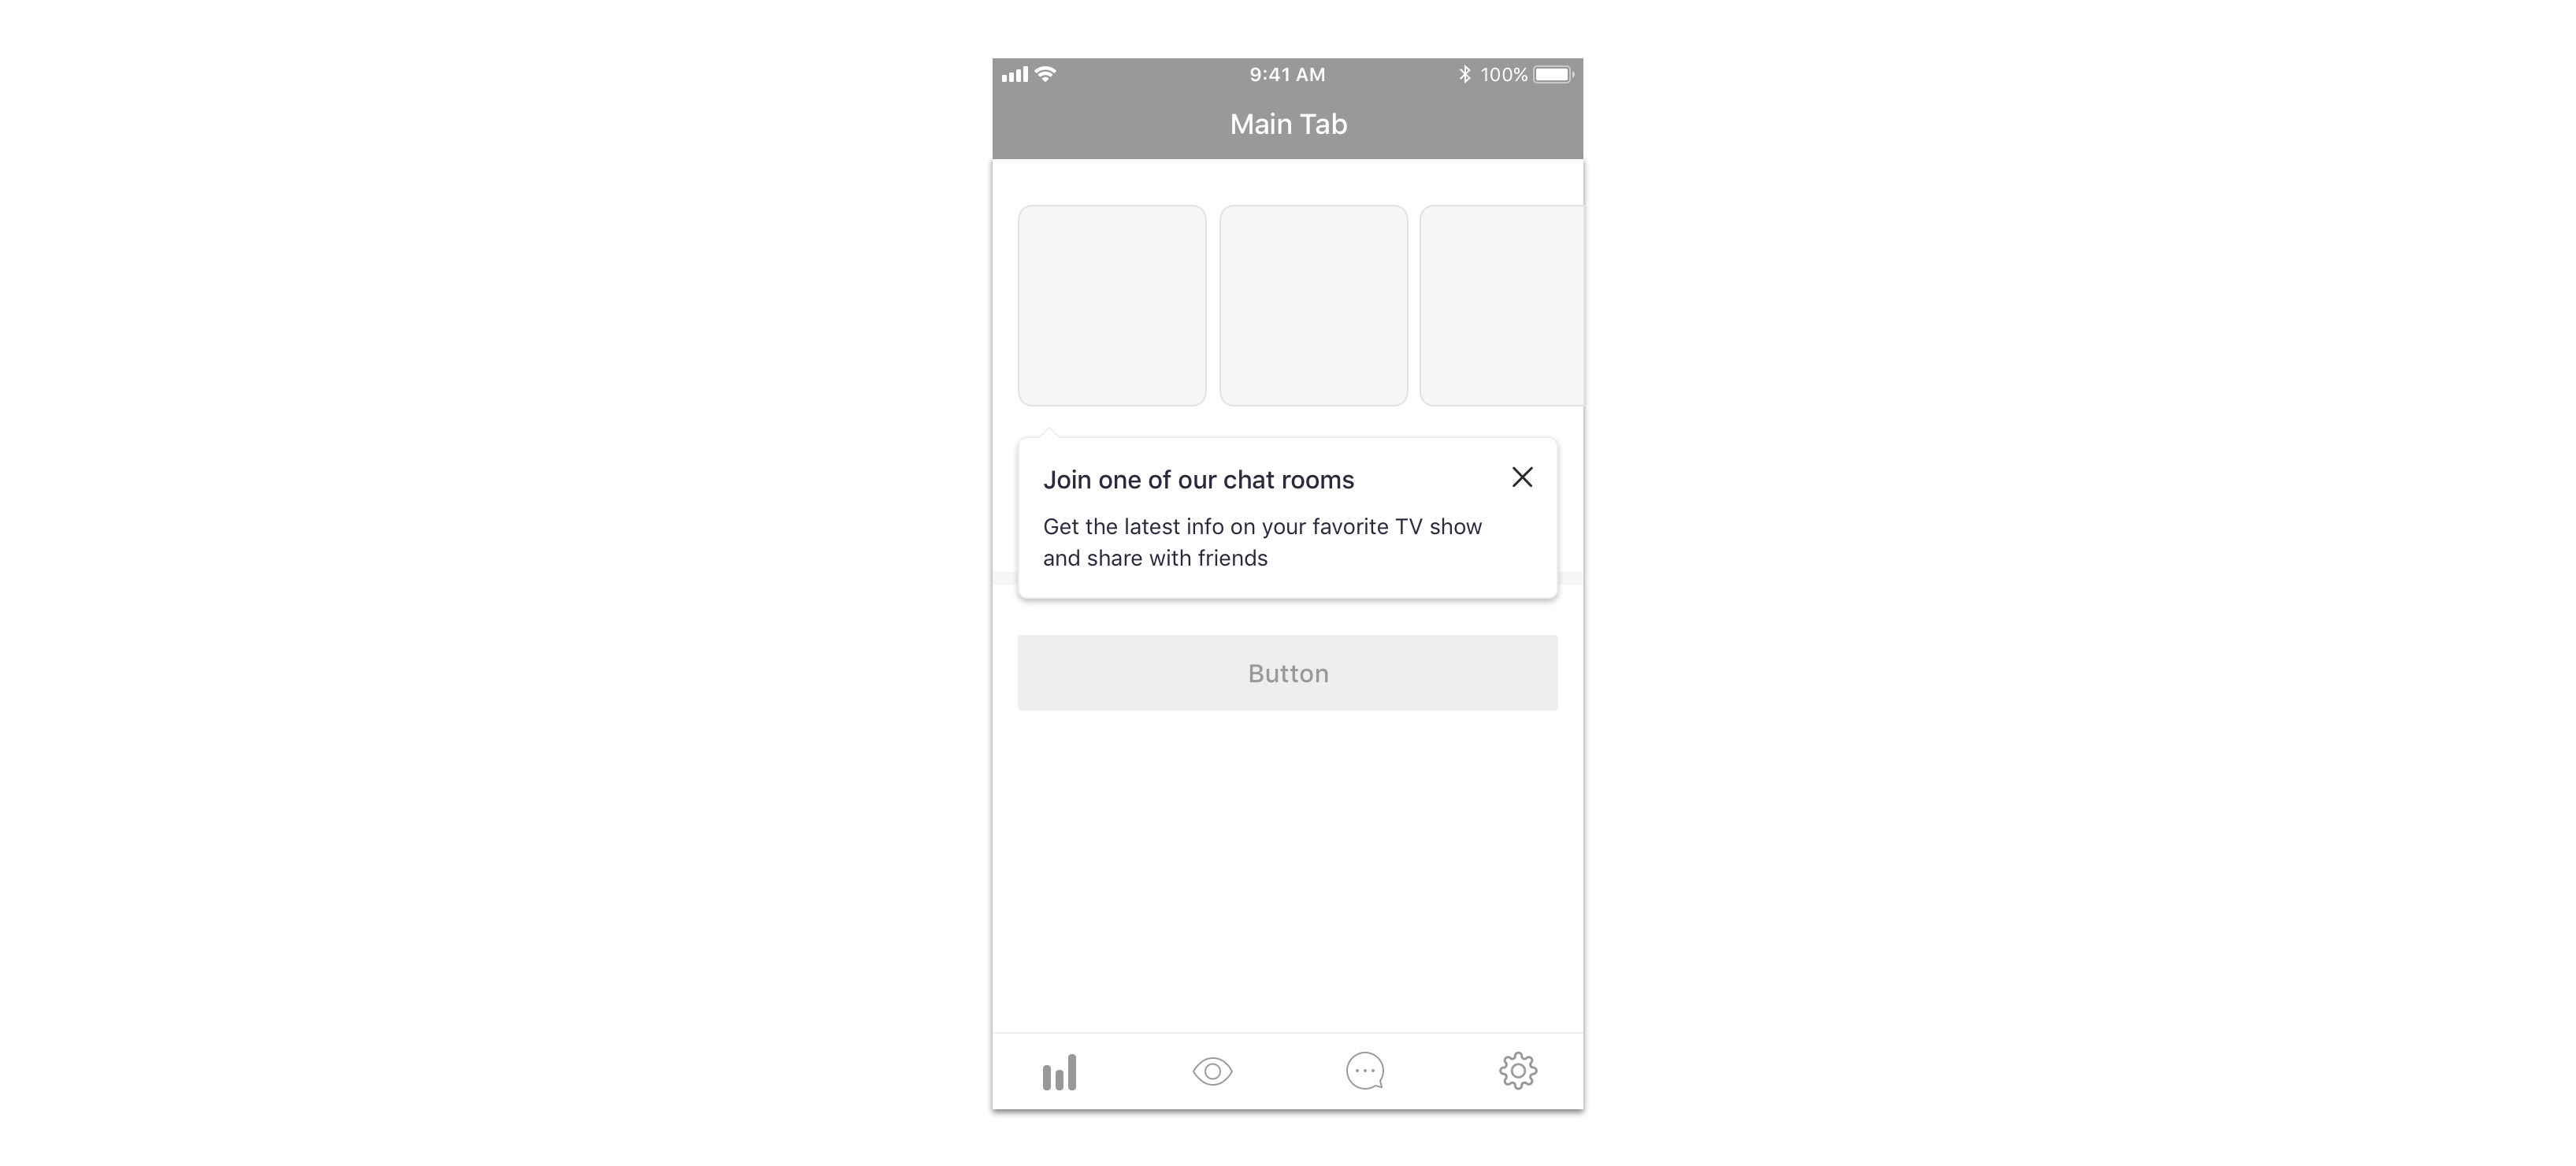 9:41 AM
100%
Main Tab
Join one of our chat rooms
Get the latest info on your favorite TV show
and share with friends
Button